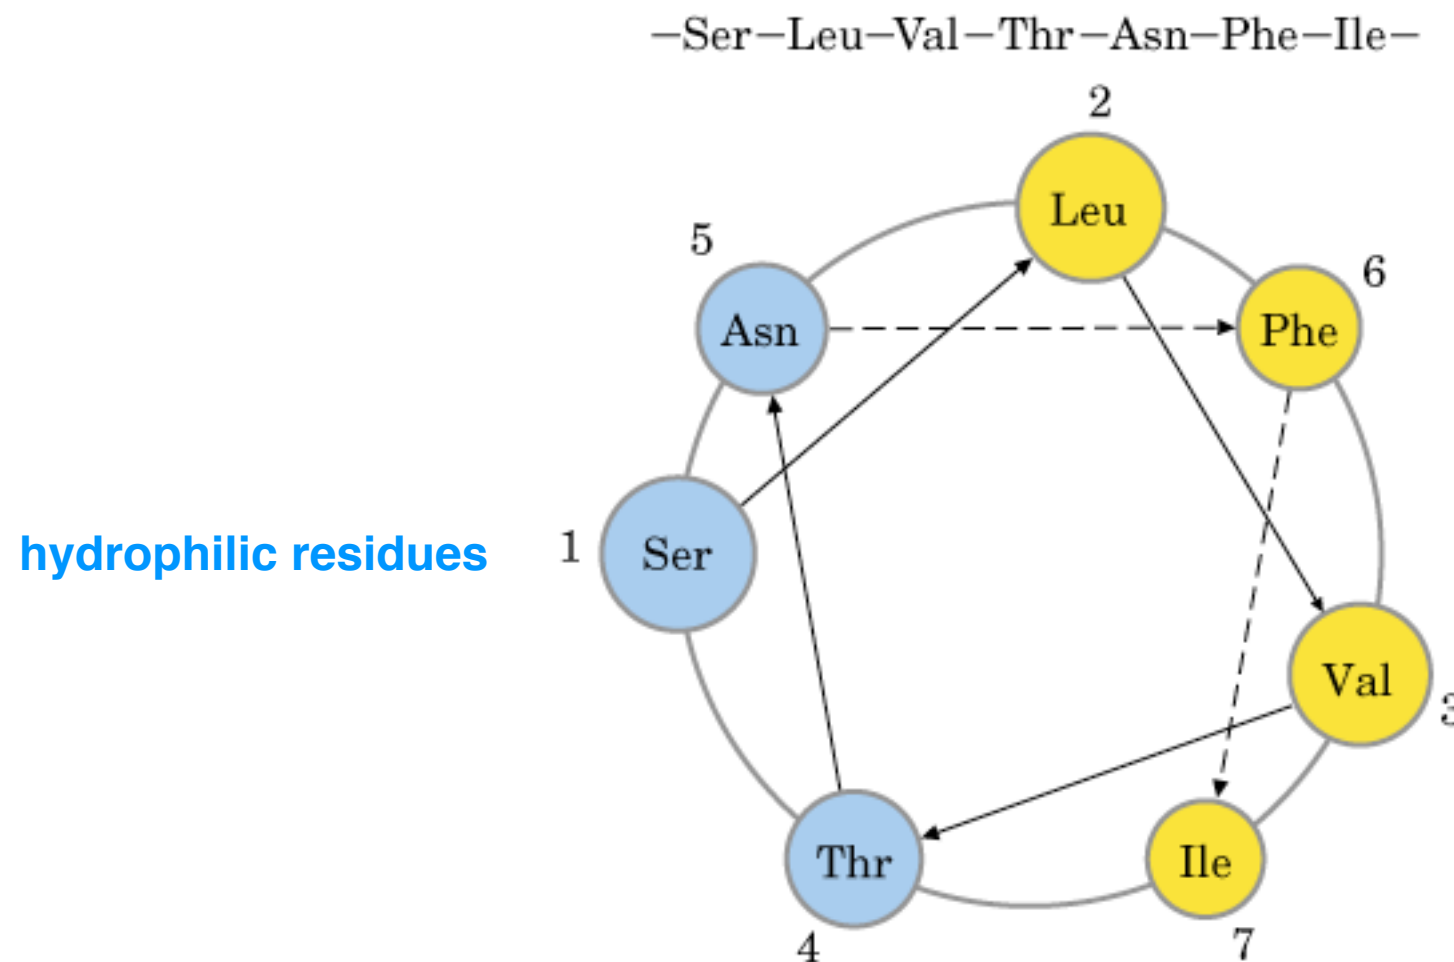 –Ser–Leu–Val–Thr–Asn–Phe–Ile–
2
Leu
5
6
Asn
Phe
hydrophilic residues
1
Ser
Val
3
Thr
Ile
4
7